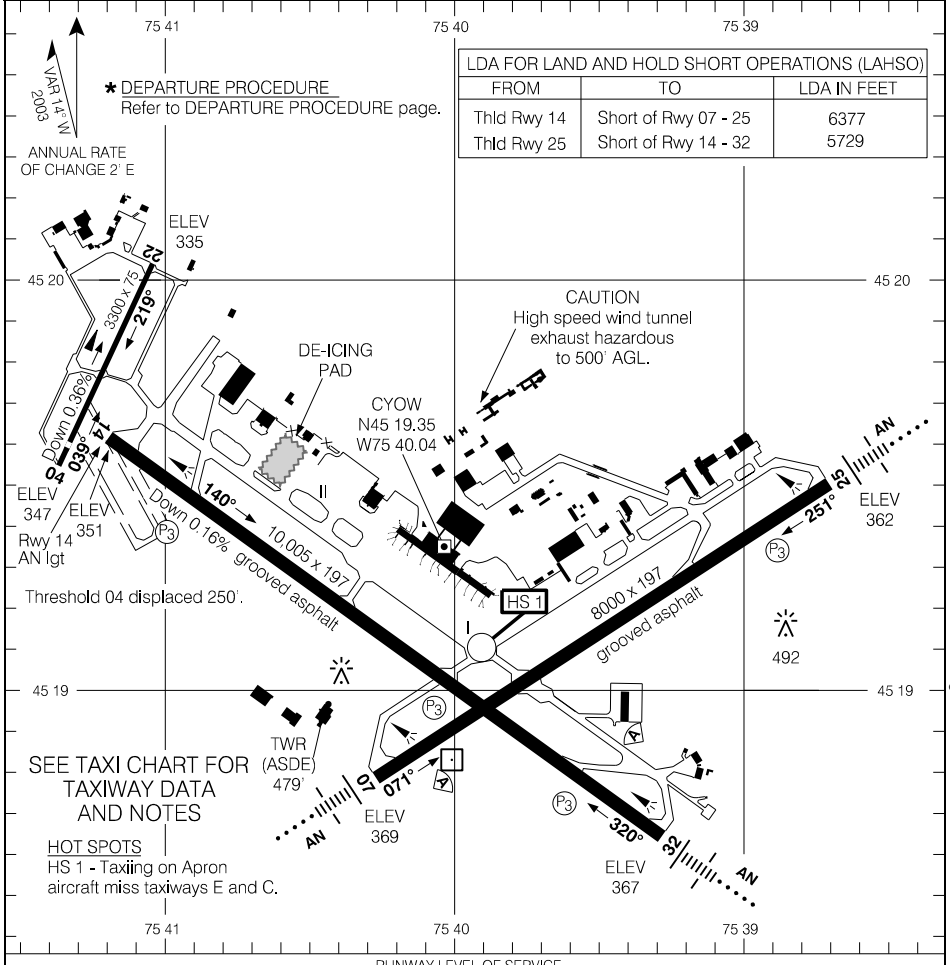 75 41
75 40
75 39
VAR 14° W
2003
ANNUAL RATE
OF CHANGE 2' E
* DEPARTURE PROCEDURE
Refer to DEPARTURE PROCEDURE page.
LDA FOR LAND AND HOLD SHORT OPERATIONS (LAHSO)
FROM TO LDA IN FEET
Thld Rwy 14 Short of Rwy 07 - 25 6377
Thld Rwy 25 Short of Rwy 14 - 32 5729
ELEV
335
22
45 20
45 20
3300 x 75
219°
CAUTION
High speed wind tunnel
exhaust hazardous
to 500' AGL.
DE-ICING
PAD
CYOW
N45 19.35
W75 40.04
Down 0.36%
039°
04
14
ELEV
347
ELEV
351
Rwy 14
AN lgt
P3
Threshold 04 displaced 250'.
140°
10,005 x 197
Down 0.16% grooved asphalt
II
I
HS 1
AN
25
251°
ELEV
362
P3
8000 x 197
grooved asphalt
492
45 19
45 19
P3
TWR
(ASDE)
479'
A
A
SEE TAXI CHART FOR
TAXIWAY DATA
AND NOTES
07
071°
ELEV
369
AN
P3
320°
32
ELEV
367
AN
HOT SPOTS
HS 1 - Taxiing on Apron
aircraft miss taxiways E and C.
75 41
75 40
75 39
RUNWAY LEVEL OF SERVICE